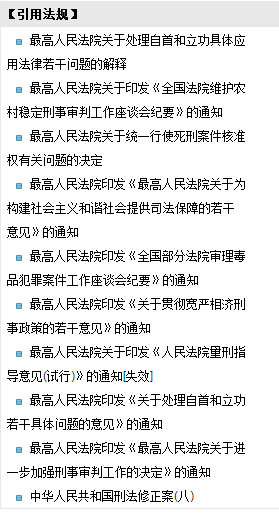 【引用法规】
最高人民法院关于处理自首和立功具体应
用法律若干问题的解释
最高人民法院关于印发《全国法院维护农
村稳定刑事审判工作座谈会纪要》的通知
最高人民法院关于统一行使死刑案件核准
权有关问题的决定
最高人民法院印发《最高人民法院关于为
构建社会主义和谐社会提供司法保障的若干
意见》的通知
最高人民法院印发《全国部分法院审理毒
品犯罪案件工作座谈会纪要》的通知
最高人民法院印发《关于贯彻宽严相济刑
事政策的若干意见》的通知
最高人民法院关于印发《人民法院量刑指
导意见(试行)》的通知[失效]
最高人民法院印发《关于处理自首和立功
若干具体问题的意见》的通知
最高人民法院印发《最高人民法院关于进
一步加强刑事审判工作的决定》的通知
中华人民共和国刑法修正案(八)